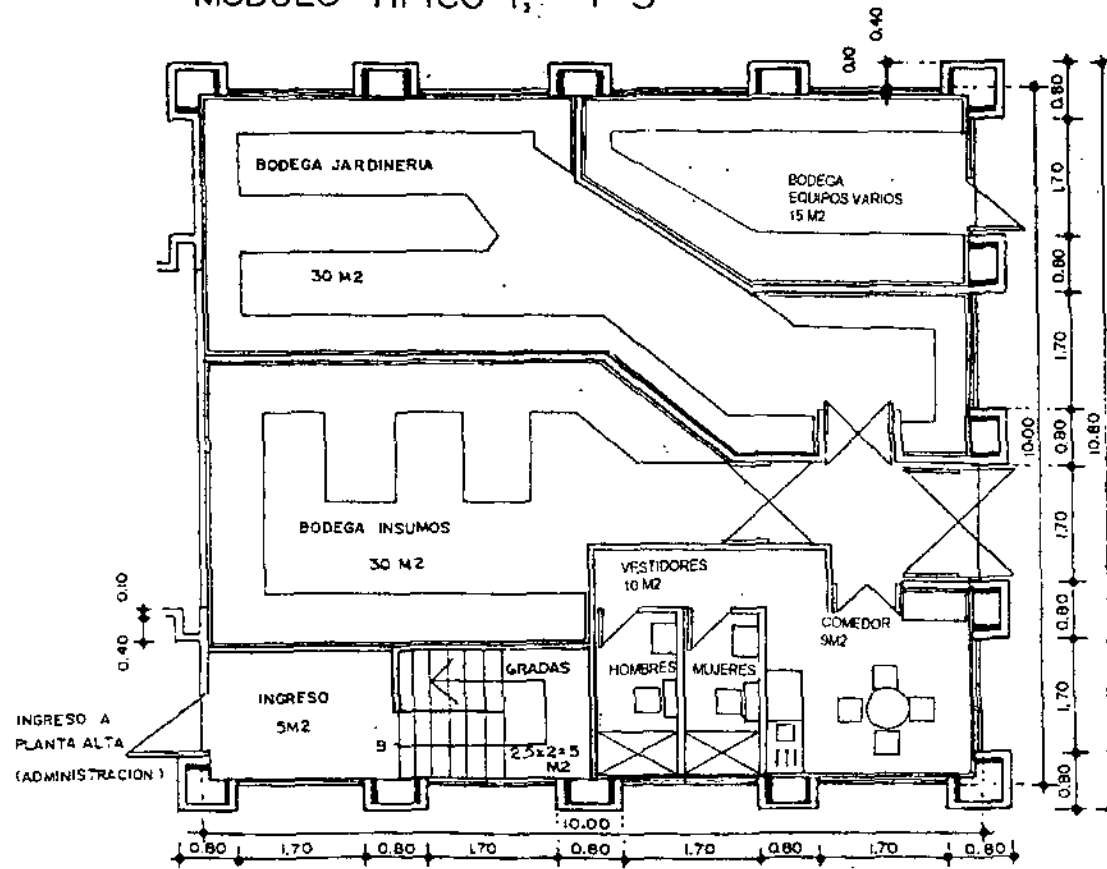 MODULO TIPICO 1,
0.10
0.40
BODEGA JARDINERIA
30 M2
BODEGA
EQUIPOS VARIOS
15 M2
0.80
1.70
0.80
1.70
0.80
1.70
0.80
1.70
0.80
10.00
10.80
BODEGA INSUMOS
30 M2
VESTIDORES
10 M2
COMEDOR
9M2
HOMBRES
MUJERES
0.10
0.40
INGRESO
5M2
GRADAS
9
2.5x2=5
M2
INGRESO A
PLANTA ALTA
(ADMINISTRACION)
10.00
0.80
1.70
0.80
1.70
0.80
1.70
0.80
1.70
0.80